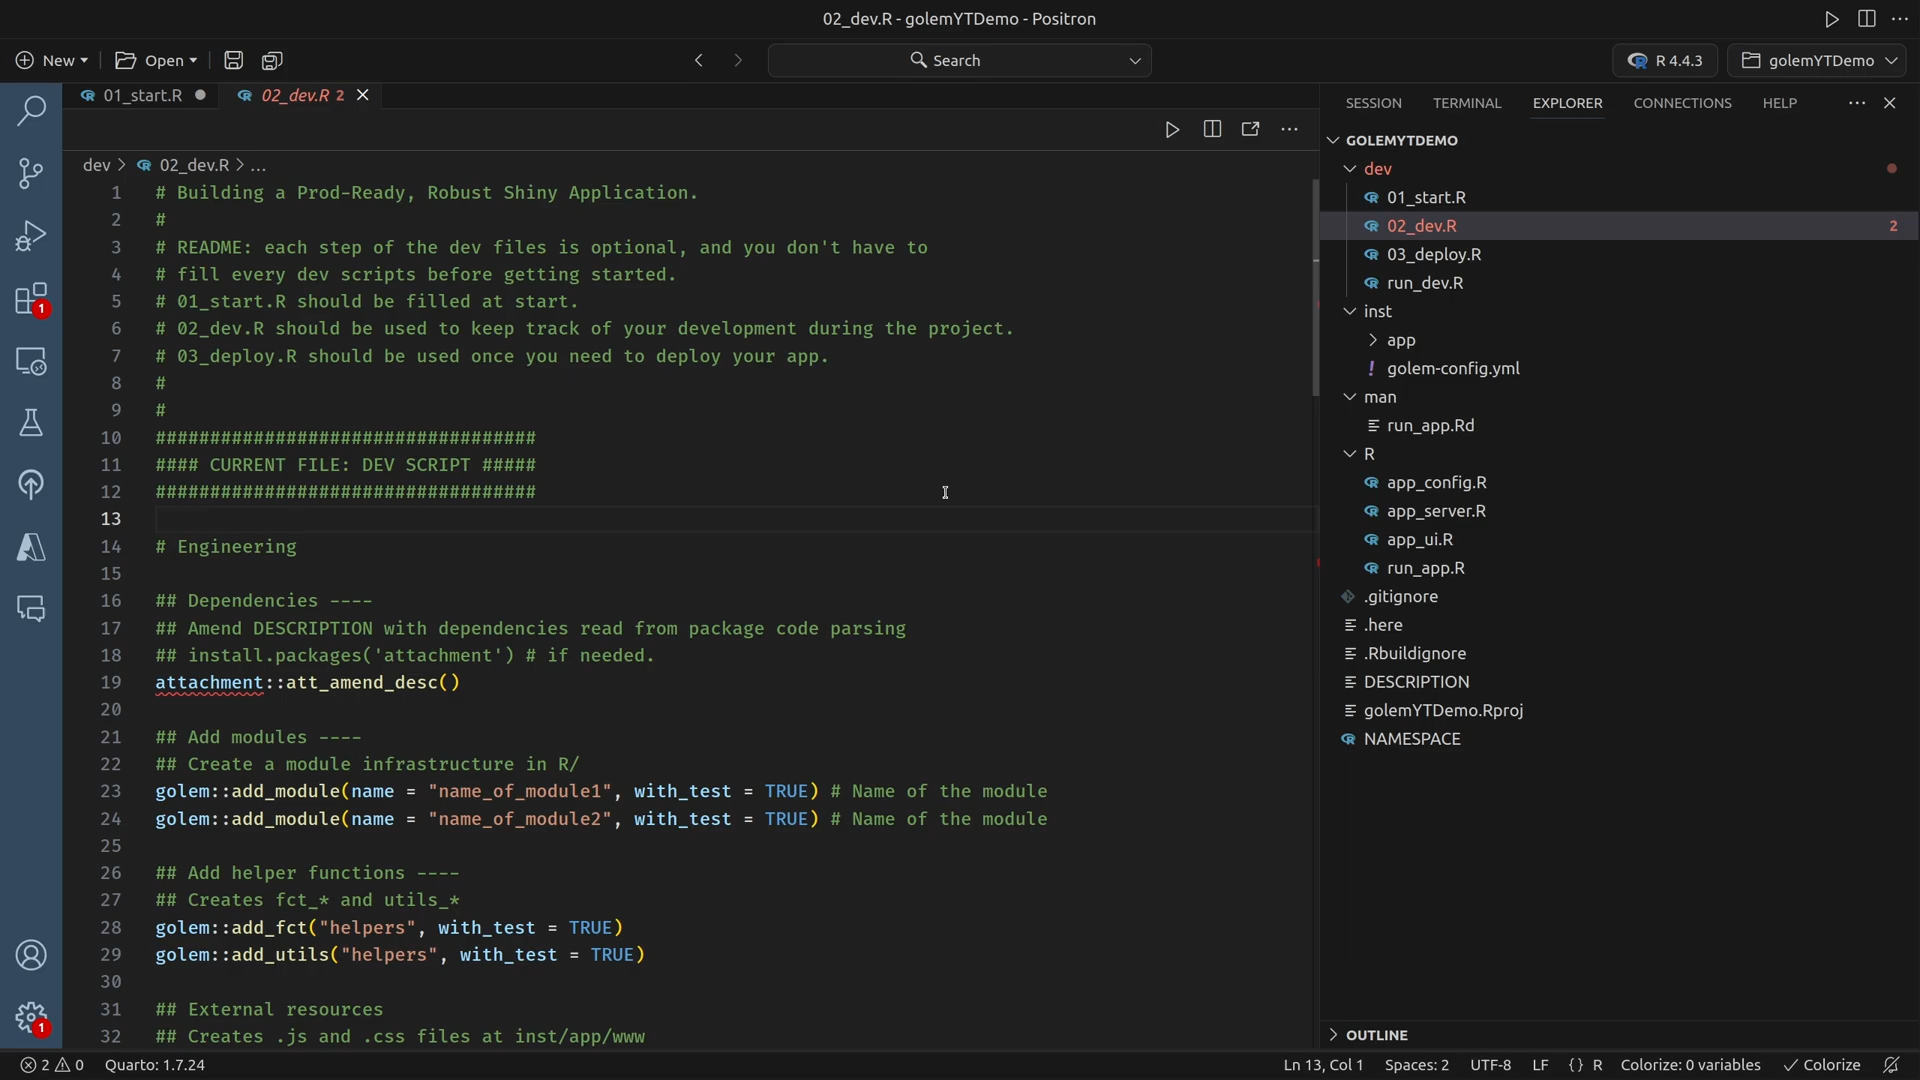 02_dev.R - golemYTDemo - Positron
New
Open
Search
R 4.4.3
golemYTDemo
01_start.R
02_dev.R 2
SESSION
TERMINAL
EXPLORER
CONNECTIONS
HELP
dev > 02_dev.R > ...
1 # Building a Prod-Ready, Robust Shiny Application.
2 #
3 # README: each step of the dev files is optional, and you don't have to
4 # fill every dev scripts before getting started.
5 # 01_start.R should be filled at start.
6 # 02_dev.R should be used to keep track of your development during the project.
7 # 03_deploy.R should be used once you need to deploy your app.
8 #
9 #
10 ###################################
11 #### CURRENT FILE: DEV SCRIPT #####
12 ###################################
13
14 # Engineering
15
16 ## Dependencies ----
17 ## Amend DESCRIPTION with dependencies read from package code parsing
18 ## install.packages('attachment') # if needed.
19 attachment::att_amend_desc()
20
21 ## Add modules ----
22 ## Create a module infrastructure in R/
23 golem::add_module(name = "name_of_module1", with_test = TRUE) # Name of the module
24 golem::add_module(name = "name_of_module2", with_test = TRUE) # Name of the module
25
26 ## Add helper functions ----
27 ## Creates fct_* and utils_*
28 golem::add_fct("helpers", with_test = TRUE)
29 golem::add_utils("helpers", with_test = TRUE)
30
31 ## External resources
32 ## Creates .js and .css files at inst/app/www
GOLEMYTDEMO
dev
01_start.R
02_dev.R 2
03_deploy.R
run_dev.R
inst
app
! golem-config.yml
man
run_app.Rd
R
app_config.R
app_server.R
app_ui.R
run_app.R
.gitignore
.here
.Rbuildignore
DESCRIPTION
golemYTDemo.Rproj
NAMESPACE
OUTLINE
1
1
2 0
Quarto: 1.7.24
Ln 13, Col 1
Spaces: 2
UTF-8
LF
{} R
Colorize: 0 variables
Colorize